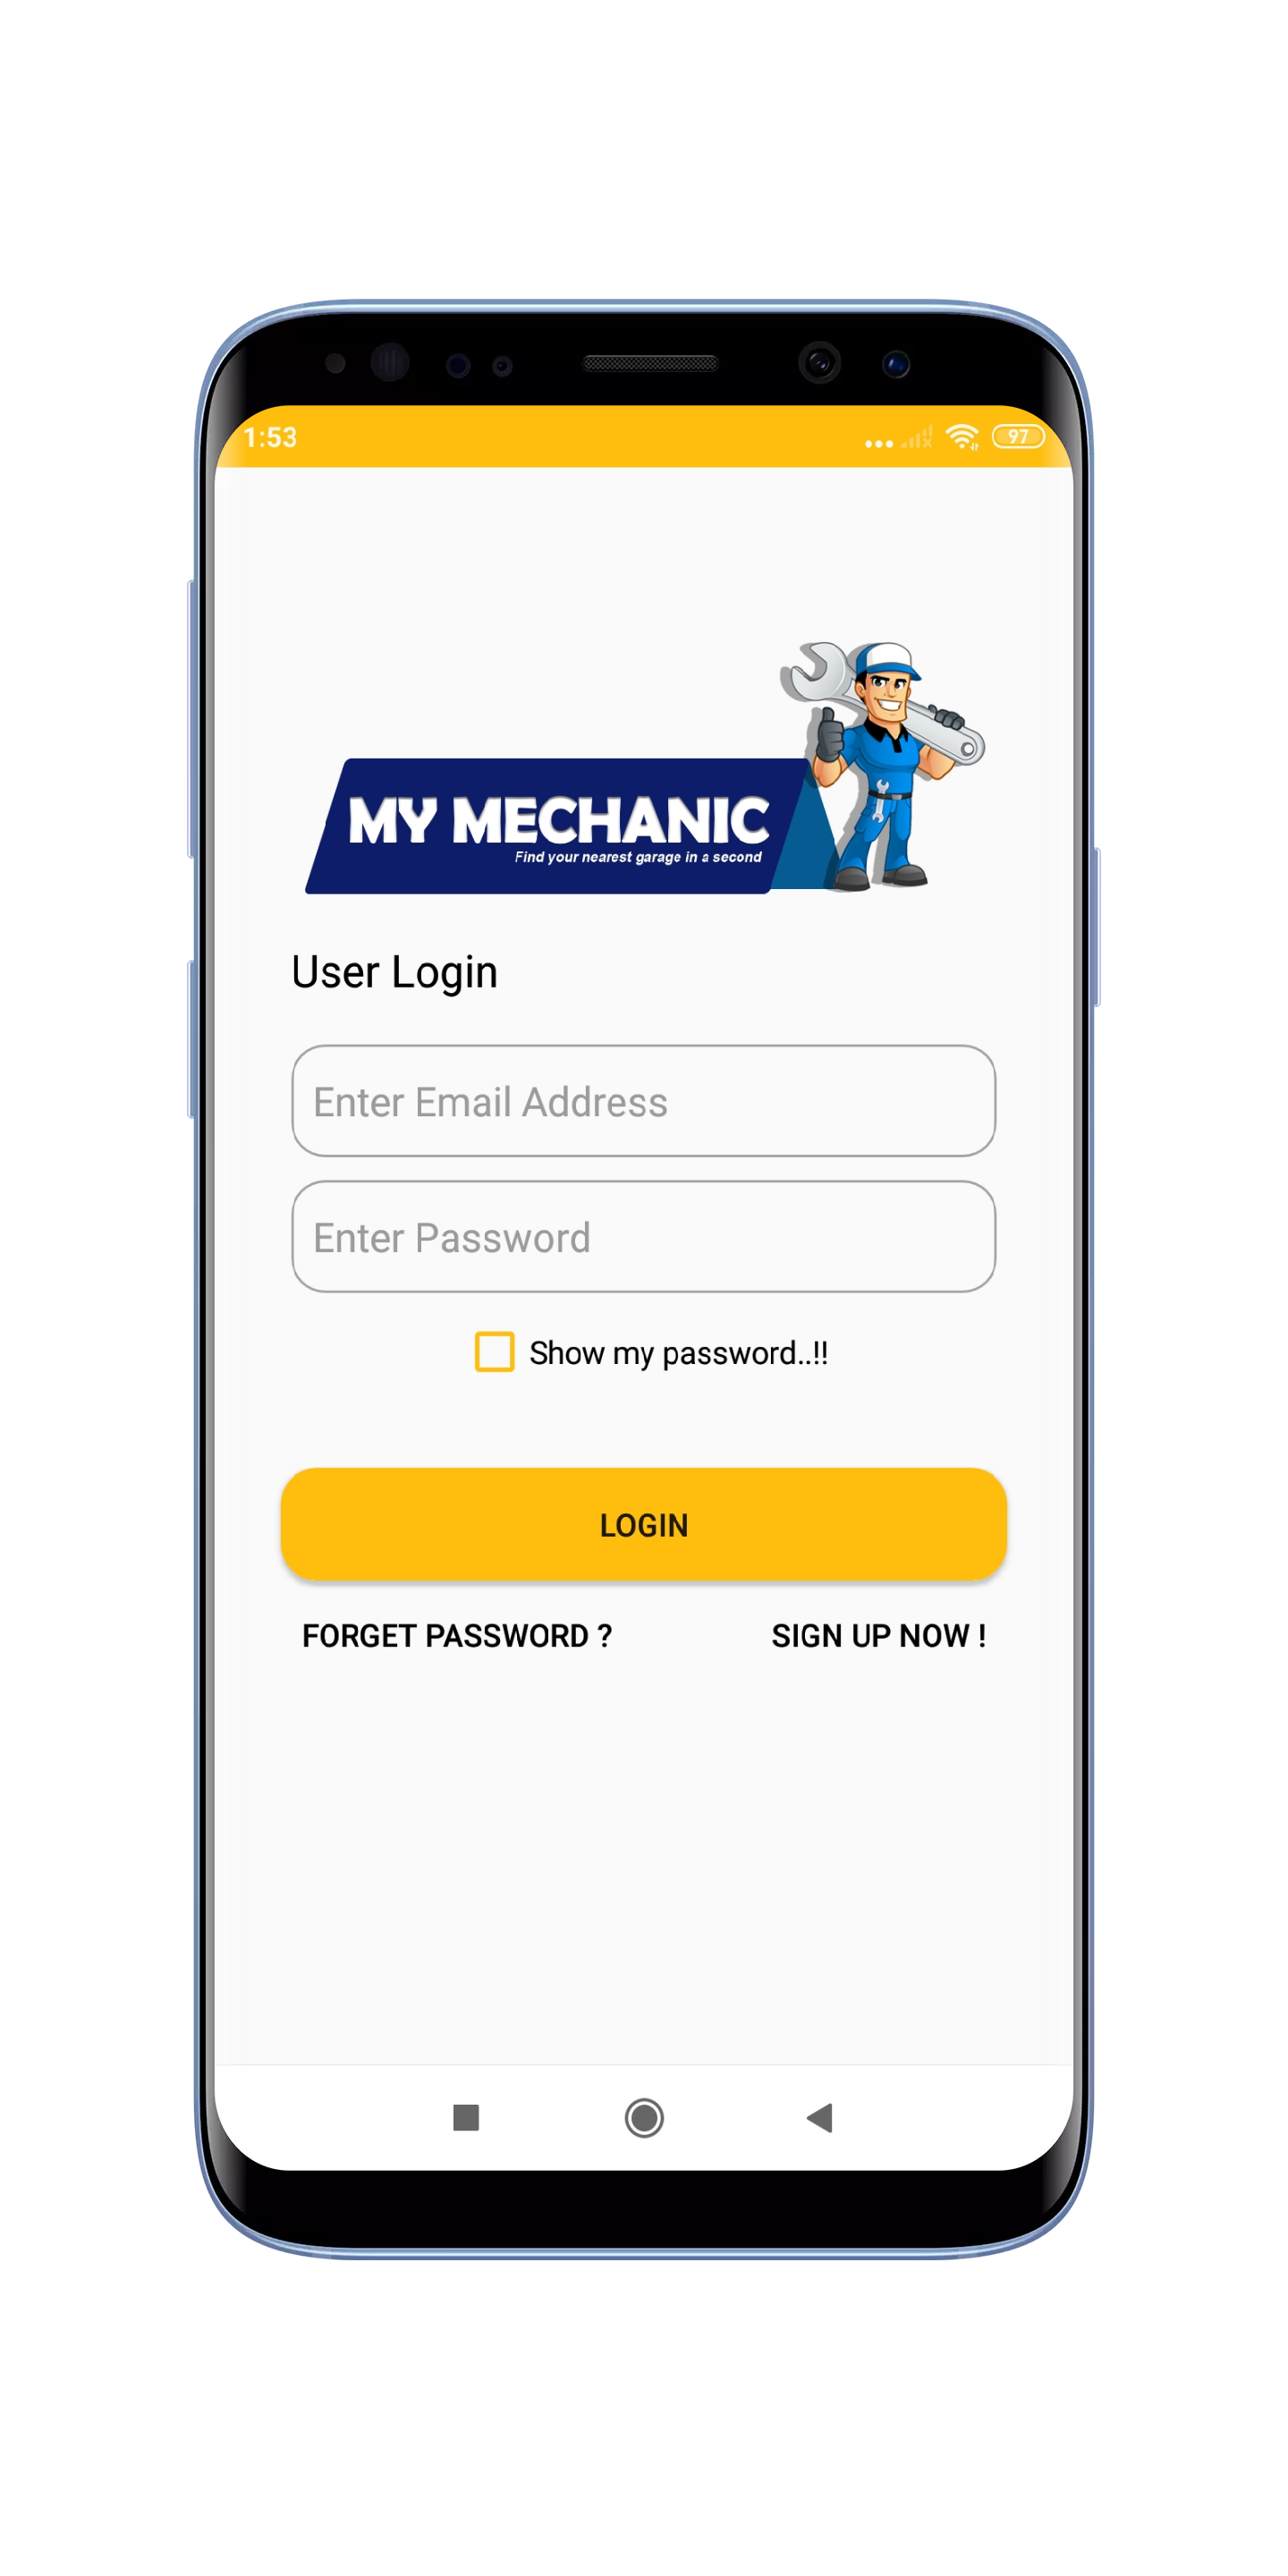 1:53
97
MY MECHANIC
Find your nearest garage in a second
User Login
Enter Email Address
Enter Password
Show my password..!!
LOGIN
FORGET PASSWORD ? SIGN UP NOW !